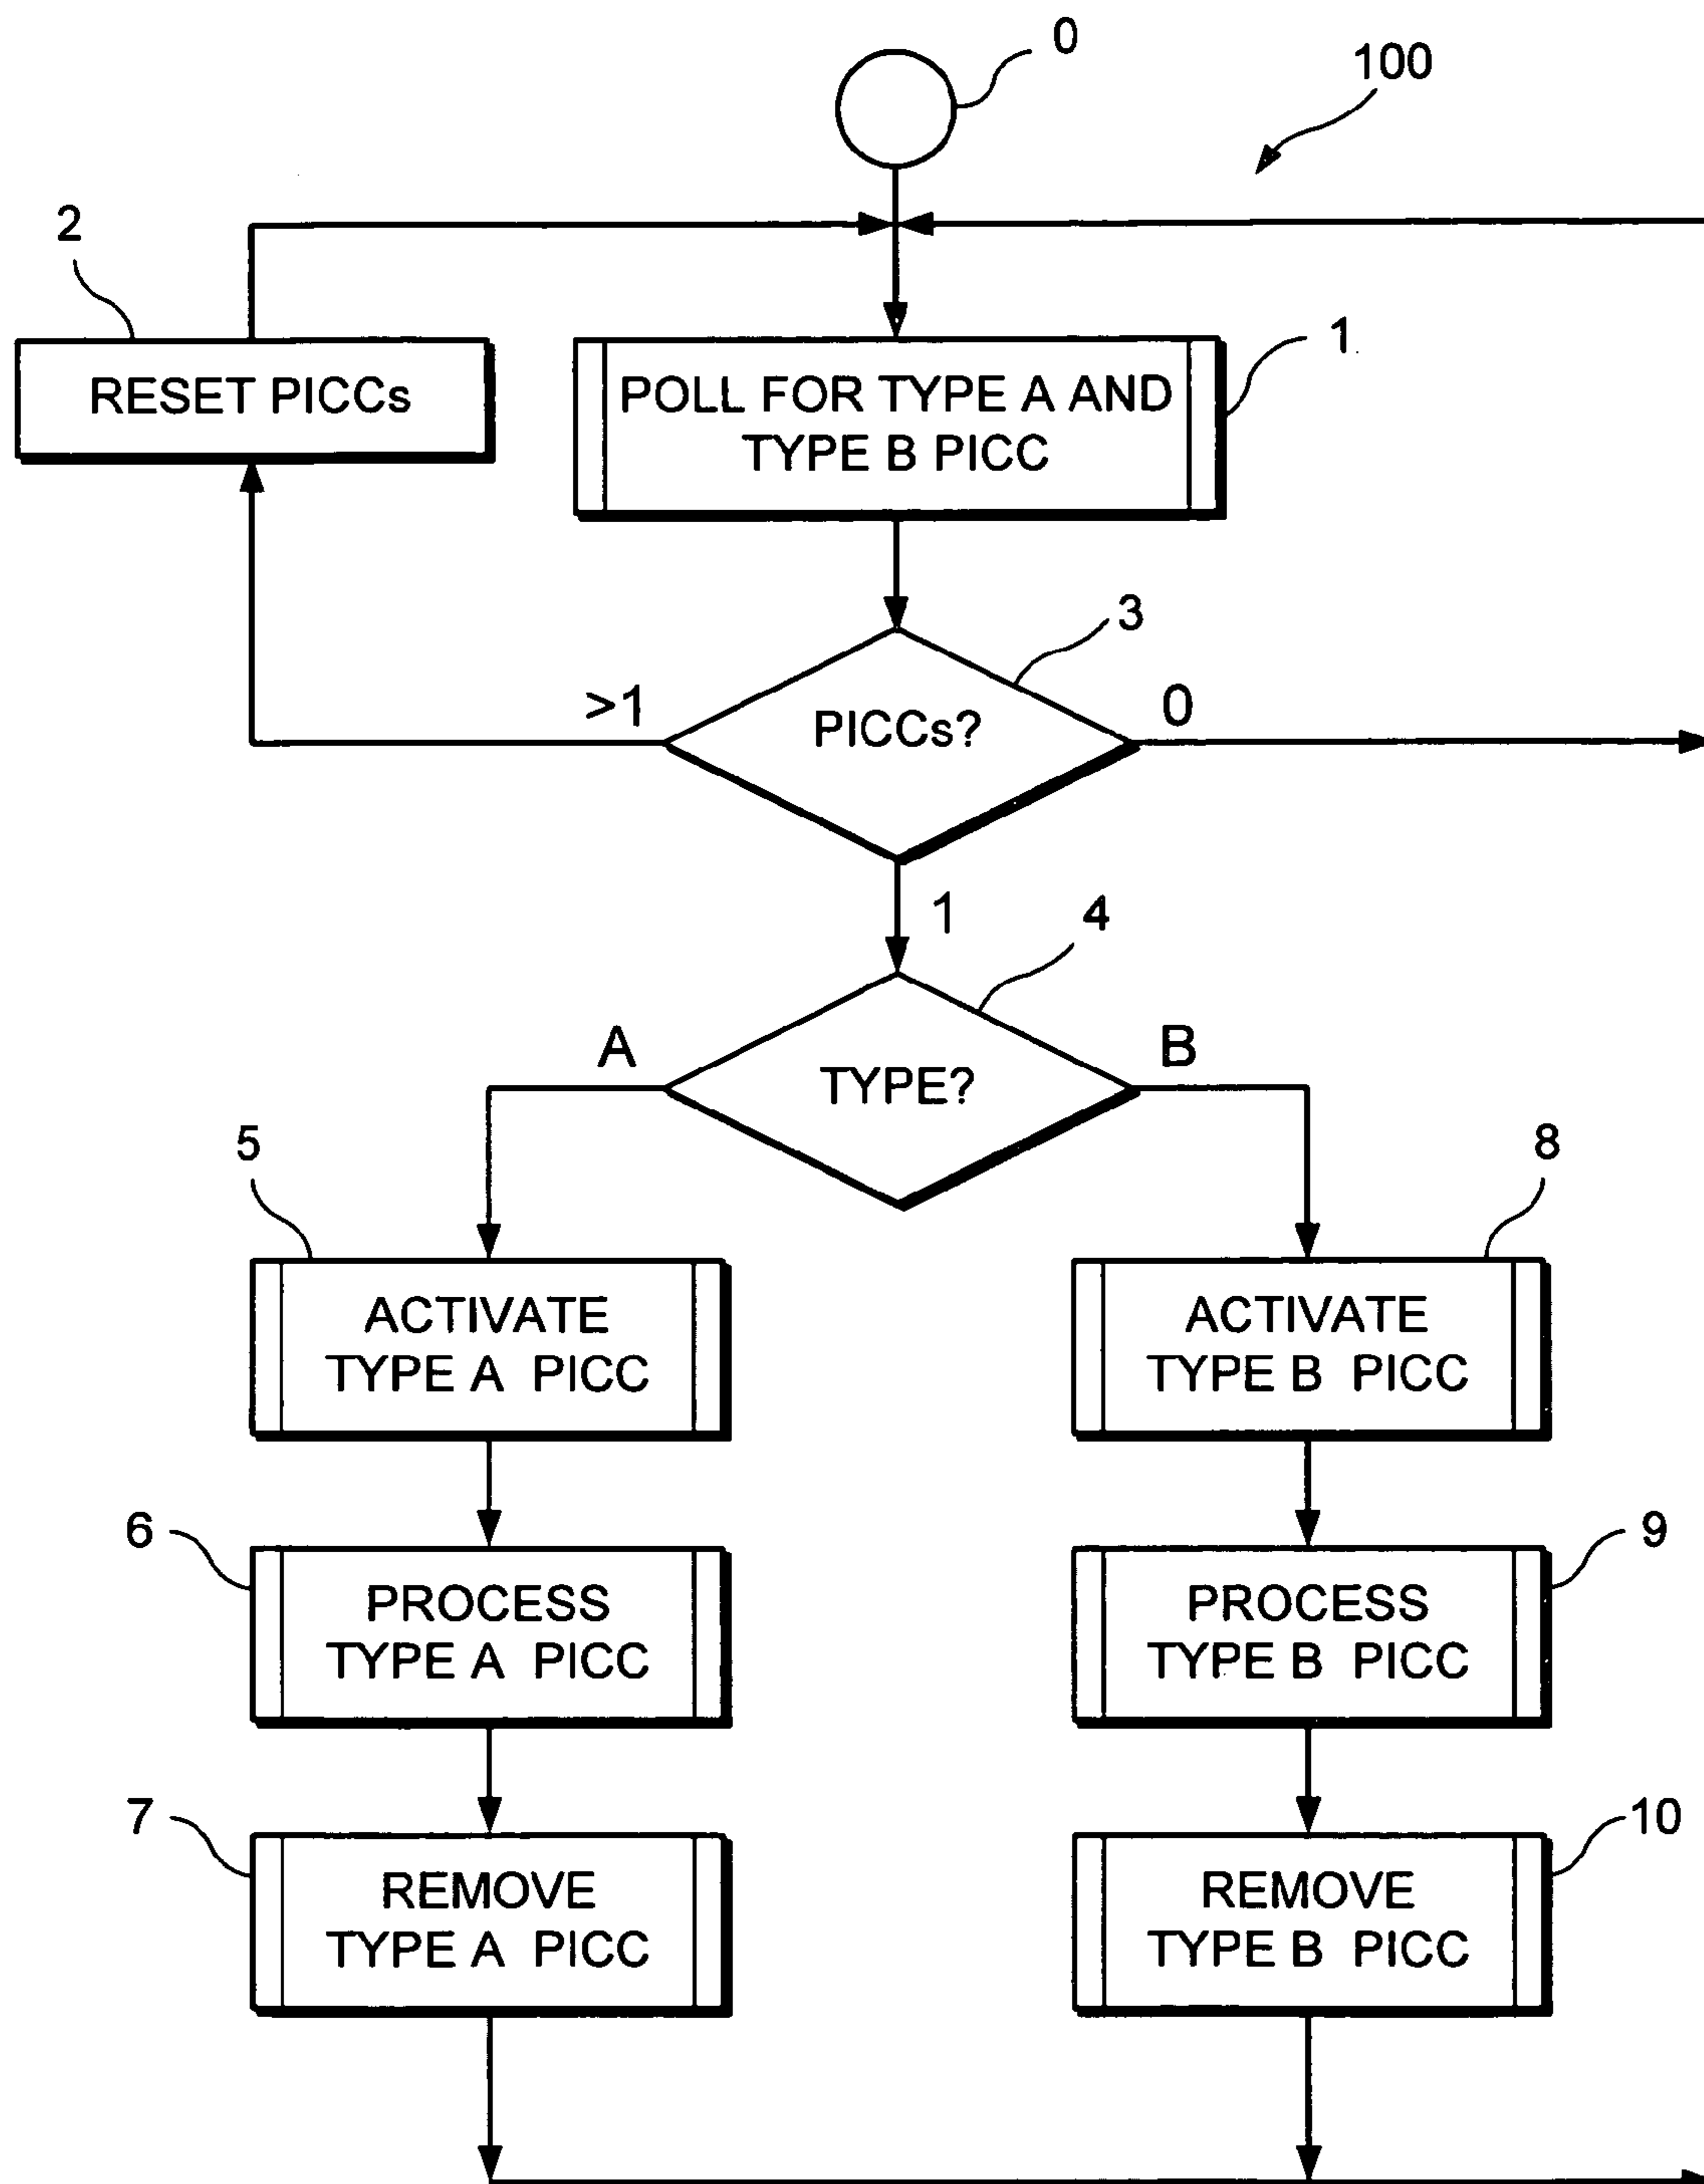 0
100
2
1
RESET PICCs
POLL FOR TYPE A AND
TYPE B PICC
3
>1
PICCs?
0
1
4
A
TYPE?
B
5
8
ACTIVATE
TYPE A PICC
ACTIVATE
TYPE B PICC
6
9
PROCESS
TYPE A PICC
PROCESS
TYPE B PICC
7
10
REMOVE
TYPE A PICC
REMOVE
TYPE B PICC